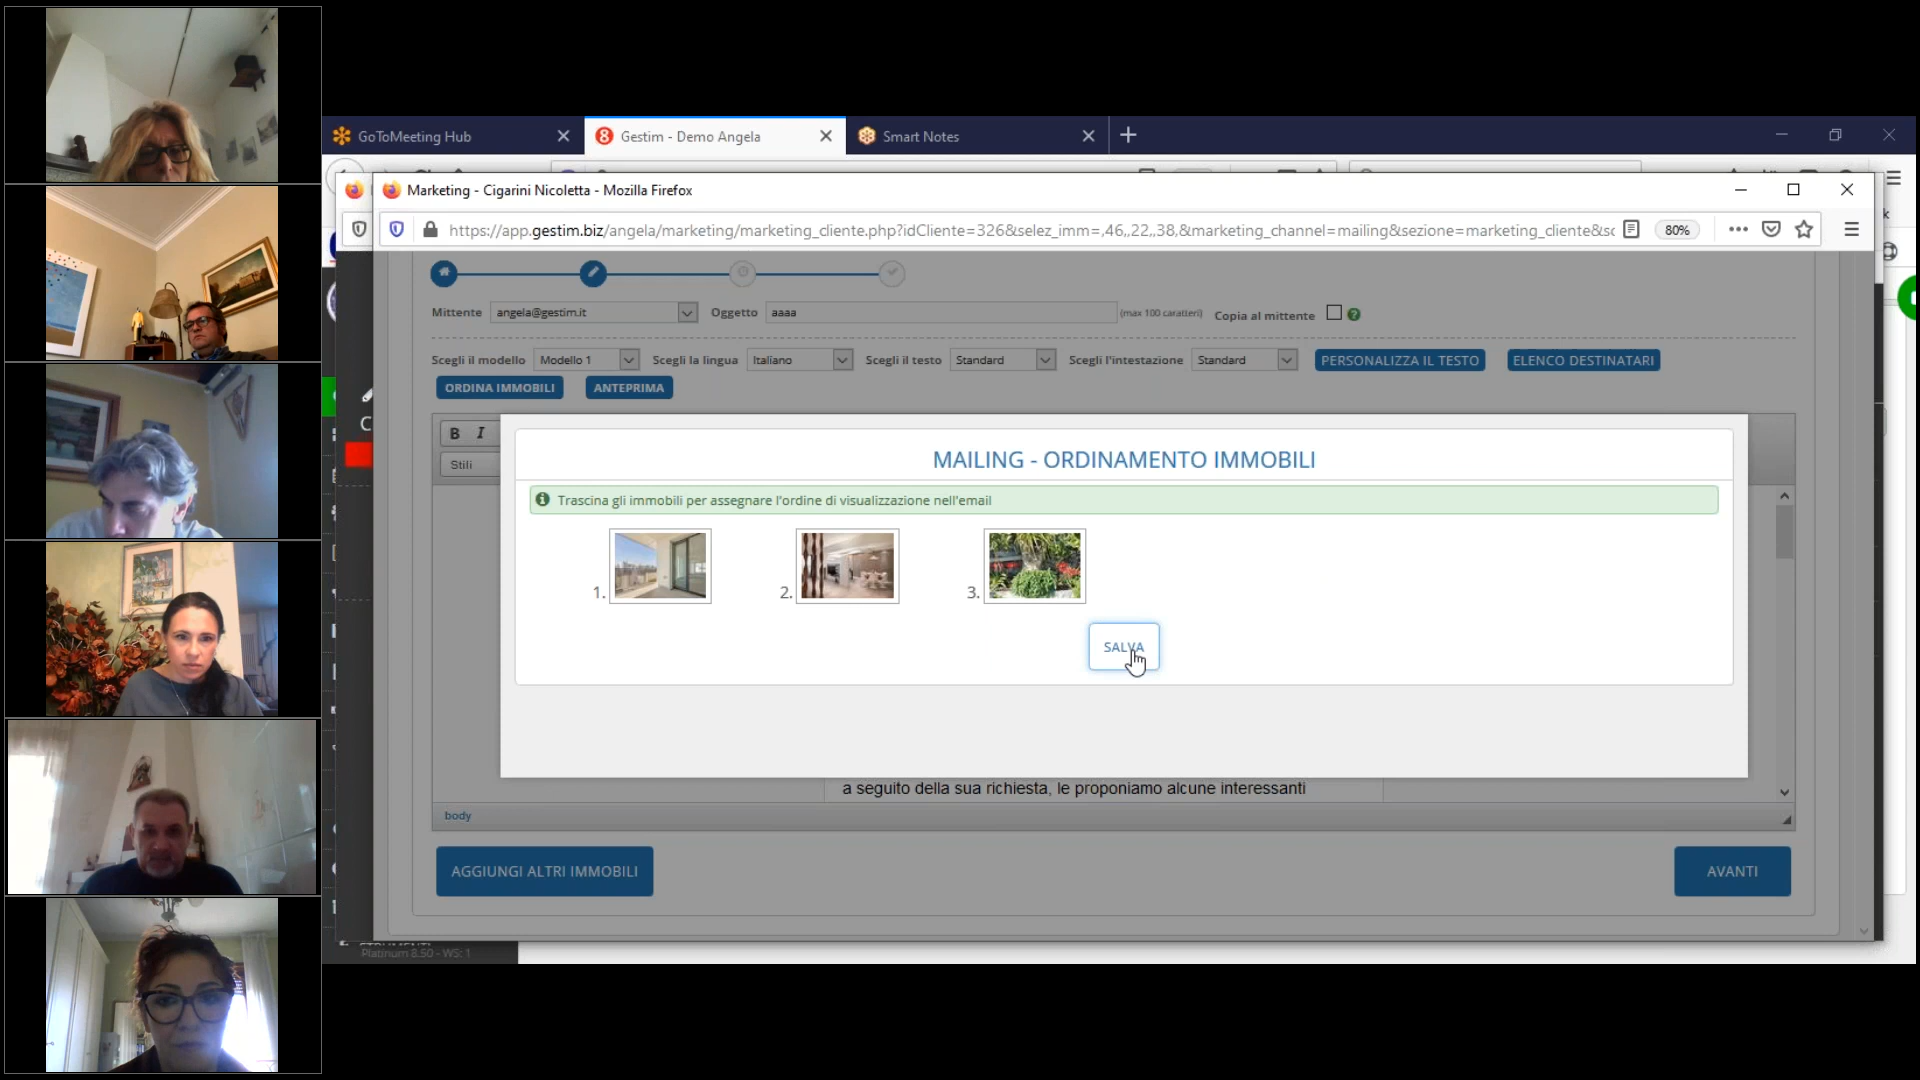 GoToMeeting Hub
Gestim - Demo Angela
Smart Notes
Marketing - Cigarini Nicoletta - Mozilla Firefox
https://app.gestim.biz/angela/marketing/marketing_cliente.php?idCliente=326&selez_imm=,46,,22,,38,&marketing_channel=mailing&sezione=marketing_cliente&sc
80%
Mittente angela@gestim.it Oggetto aaaa (max 100 caratteri) Copia al mittente
Scegli il modello Modello 1 Scegli la lingua Italiano Scegli il testo Standard Scegli l'intestazione Standard PERSONALIZZA IL TESTO ELENCO DESTINATARI
ORDINA IMMOBILI ANTEPRIMA
C
B I
Stili
MAILING - ORDINAMENTO IMMOBILI
Trascina gli immobili per assegnare l'ordine di visualizzazione nell'email
1. 2. 3.
SALVA
a seguito della sua richiesta, le proponiamo alcune interessanti
body
AGGIUNGI ALTRI IMMOBILI
AVANTI
Platinum 8.50 - WS: 1